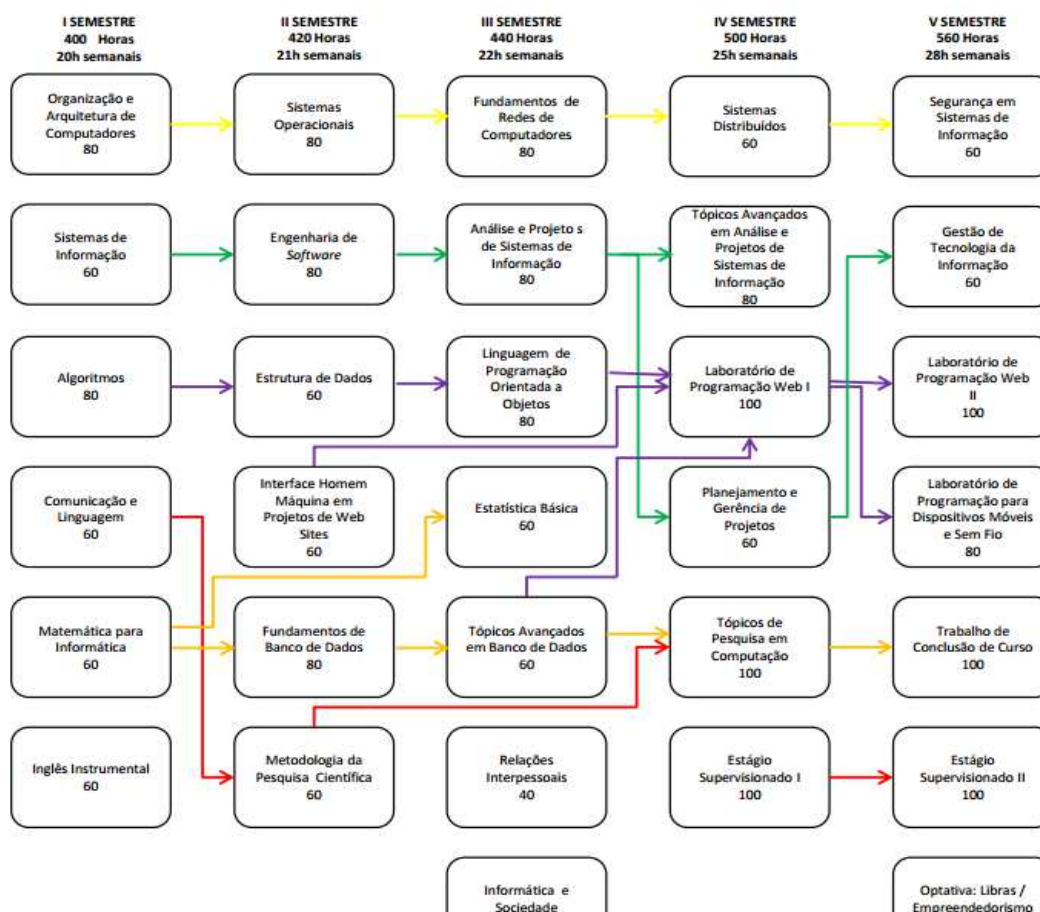 I SEMESTRE
400 Horas
20h semanais
II SEMESTRE
420 Horas
21h semanais
III SEMESTRE
440 Horas
22h semanais
IV SEMESTRE
500 Horas
25h semanais
V SEMESTRE
560 Horas
28h semanais
Organização e
Arquitetura de
Computadores
80
Sistemas
Operacionais
80
Fundamentos de
Redes de
Computadores
80
Sistemas
Distribuídos
60
Segurança em
Sistemas de
Informação
60
Sistemas de
Informação
60
Engenharia de
Software
80
Análise e Projeto s
de Sistemas de
Informação
80
Tópicos Avançados
em Análise e
Projetos de
Sistemas de
Informação
80
Gestão de
Tecnologia da
Informação
60
Algoritmos
80
Estrutura de Dados
60
Linguagem de
Programação
Orientada a
Objetos
80
Laboratório de
Programação Web I
100
Laboratório de
Programação Web
II
100
Comunicação e
Linguagem
60
Interface Homem
Máquina em
Projetos de Web
Sites
60
Estatística Básica
60
Planejamento e
Gerência de
Projetos
60
Laboratório de
Programação para
Dispositivos Móveis
e Sem Fio
80
Matemática para
Informática
60
Fundamentos de
Banco de Dados
80
Tópicos Avançados
em Banco de Dados
60
Tópicos de
Pesquisa em
Computação
100
Trabalho de
Conclusão de Curso
100
Inglês Instrumental
60
Metodologia da
Pesquisa Científica
60
Relações
Interpessoais
40
Estágio
Supervisionado I
100
Estágio
Supervisionado II
100
Informática e
Sociedade
Optativa: Libras /
Empreendedorismo